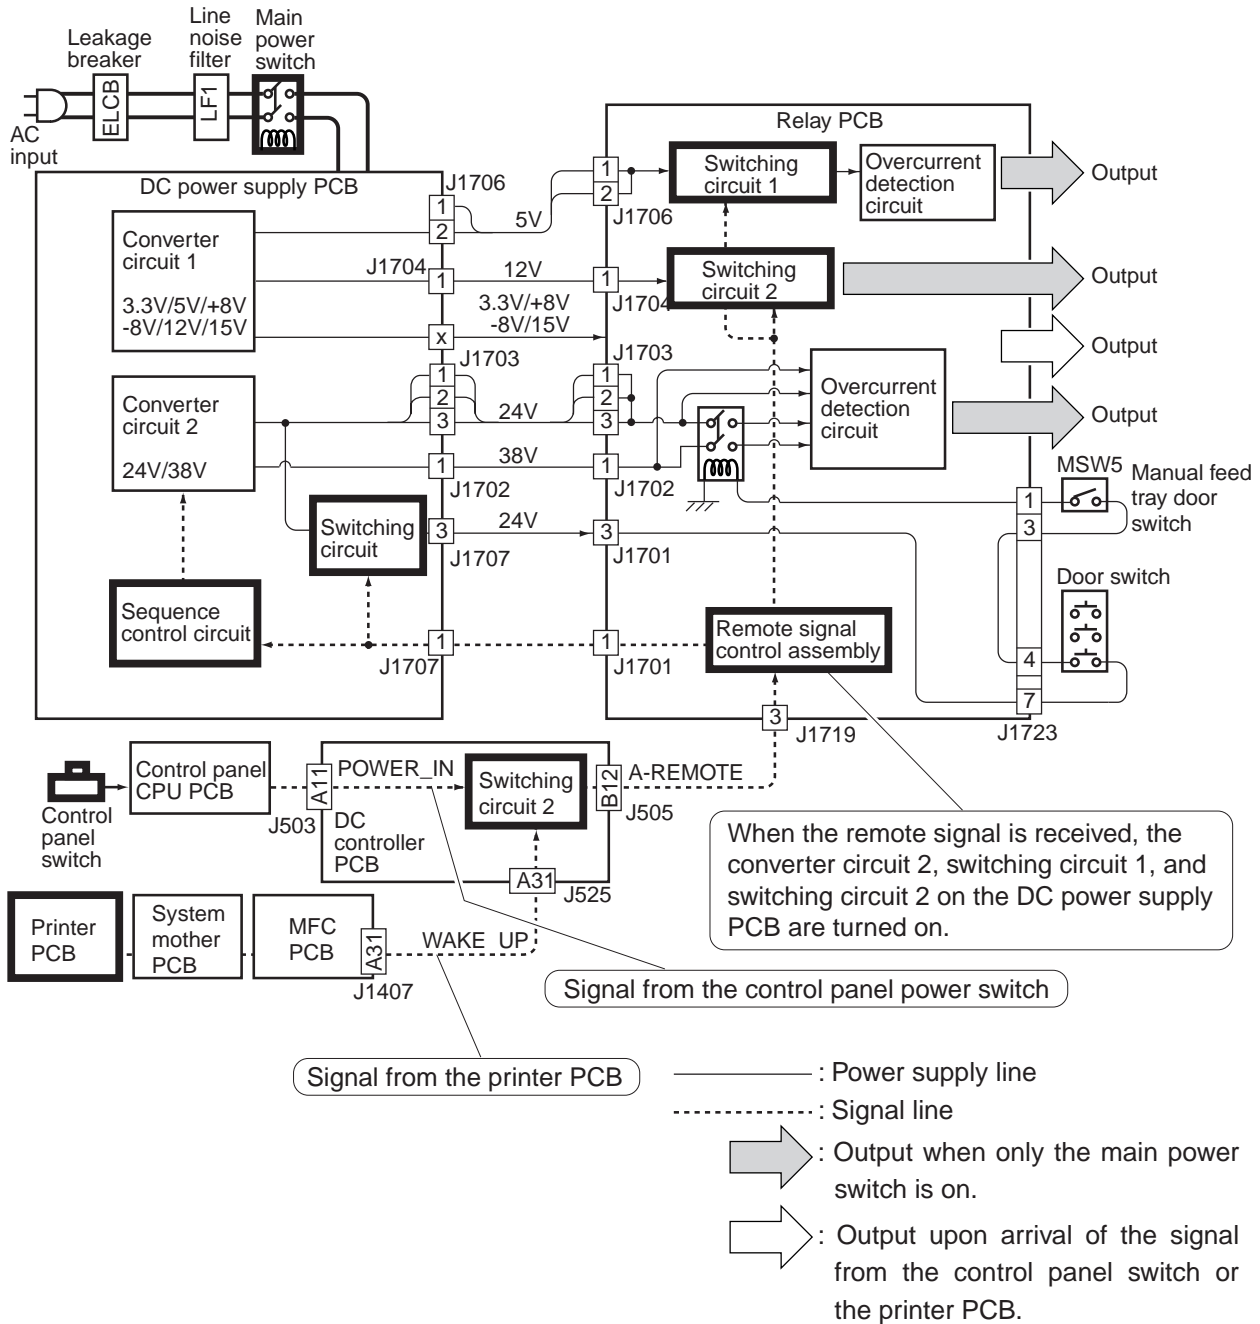 Leakage
breaker
Line
noise
filter
Main
power
switch
ELCB
LF1
AC
input
DC power supply PCB
Converter
circuit 1
3.3V/5V/+8V
-8V/12V/15V
Converter
circuit 2
24V/38V
Switching
circuit
Sequence
control circuit
J1706
1
2
J1704
1
x
J1703
1
2
3
1
J1702
3
J1707
1
J1707
5V
12V
3.3V/+8V
-8V/15V
24V
38V
24V
Relay PCB
1
2
J1706
1
J1704
J1703
1
2
3
1
J1702
3
J1701
1
J1701
Switching
circuit 1
Overcurrent
detection
circuit
Switching
circuit 2
Overcurrent
detection
circuit
Remote signal
control assembly
Output
Output
Output
Output
MSW5
Manual feed
tray door
switch
1
3
Door switch
4
7
J1723
3
J1719
Control
panel
switch
Control panel
CPU PCB
J503
A11
POWER_IN
Switching
circuit 2
DC
controller
PCB
B12
J505
A-REMOTE
A31
J525
Printer
PCB
System
mother
PCB
MFC
PCB
A31
J1407
WAKE_UP
When the remote signal is received, the
converter circuit 2, switching circuit 1, and
switching circuit 2 on the DC power supply
PCB are turned on.
Signal from the control panel power switch
Signal from the printer PCB
: Power supply line
: Signal line
: Output when only the main power
switch is on.
: Output upon arrival of the signal
from the control panel switch or
the printer PCB.